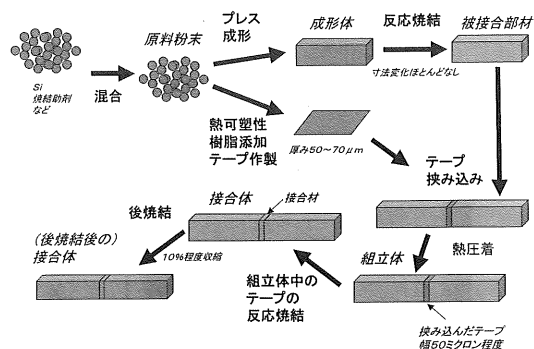 プレス
成形
成形体
反応焼結
被接合部材
原料粉末
混合
Si
焼結助剤
など
寸法変化ほとんどなし
熱可塑性
樹脂添加
テープ作製
厚み50～70μm
テープ
挟み込み
接合体
接合材
後焼結
(後焼結後の)
接合体
10%程度収縮
熱圧着
組立体
組立体中の
テープの
反応焼結
挟み込んだテープ
幅50ミクロン程度